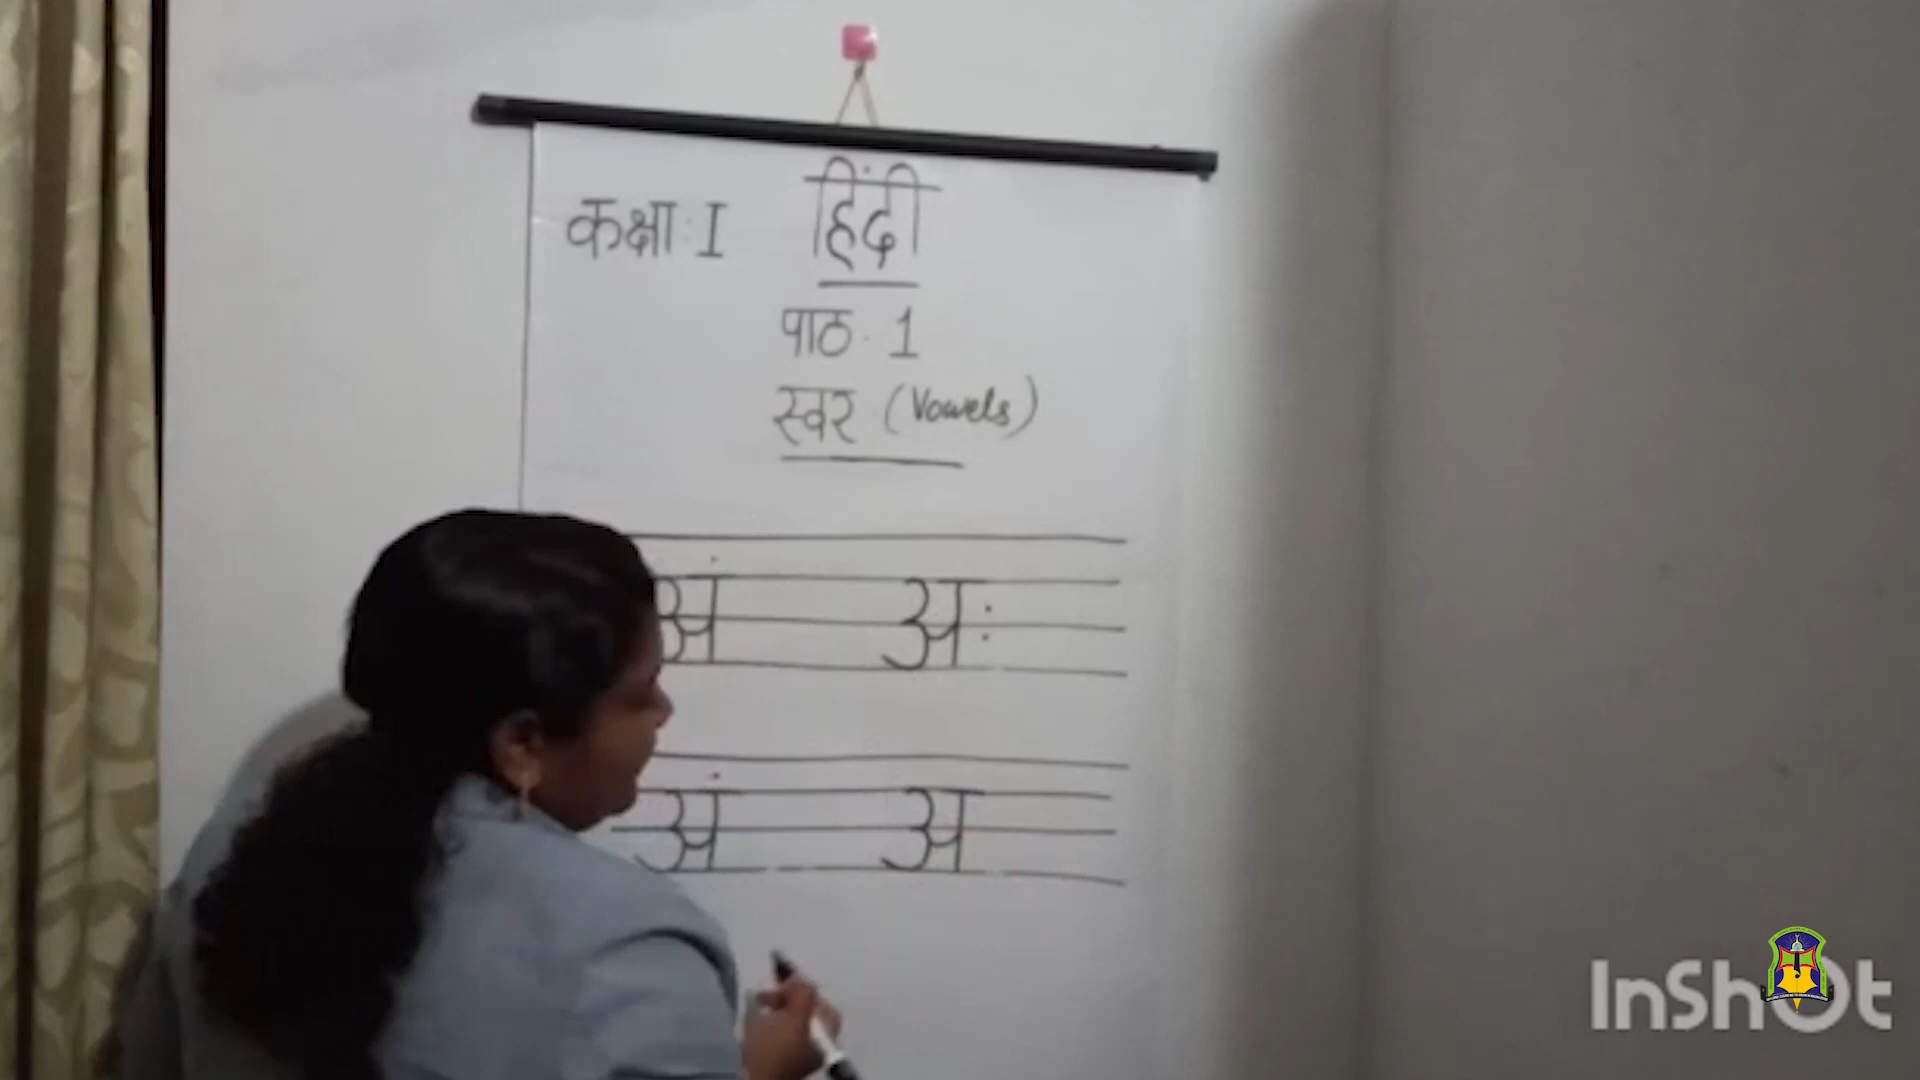 हिंदी
कक्षा : I
पाठ - 1
स्वर (Vowels)
अं अः
अं अ
InShOt